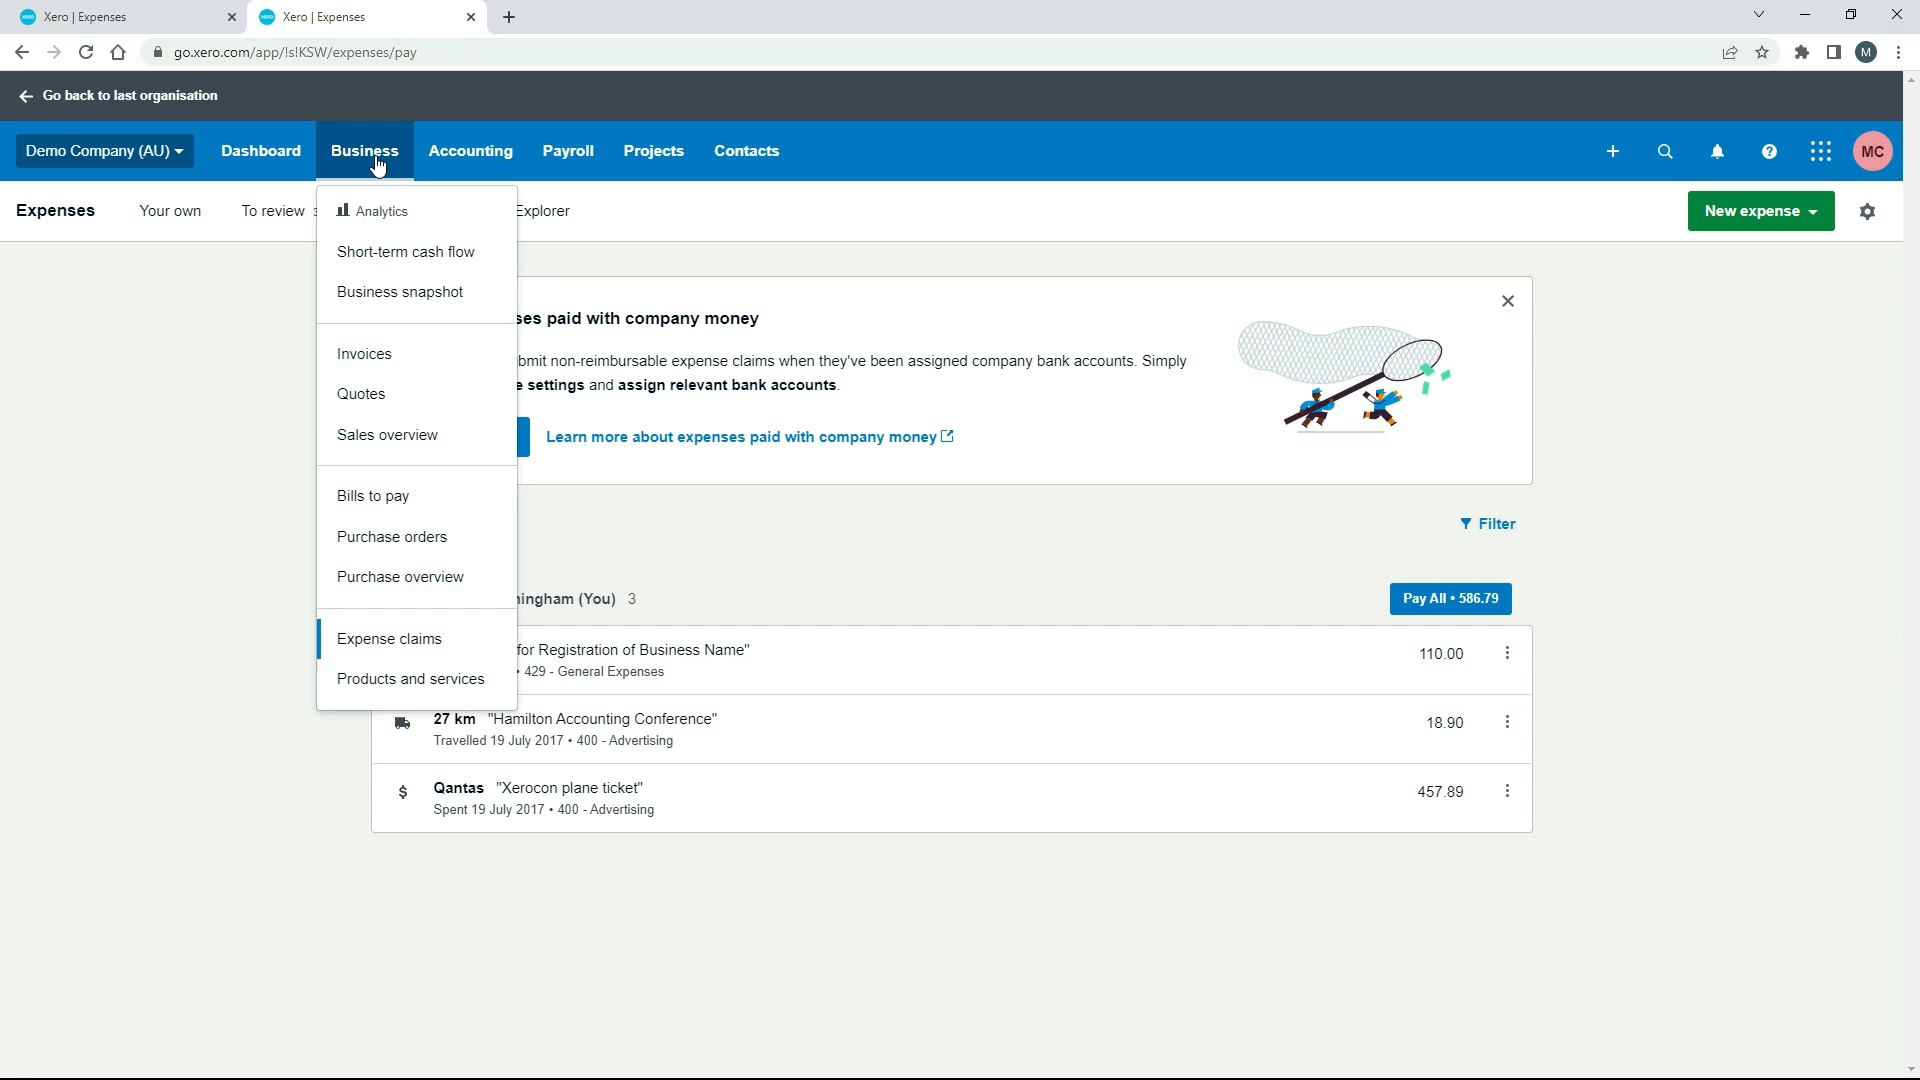 Xero | Expenses
Xero | Expenses
go.xero.com/app/!s!KSW/expenses/pay
M
Go back to last organisation
Demo Company (AU)
Dashboard
Business
Accounting
Payroll
Projects
Contacts
MC
Expenses
Your own
To review
Explorer
New expense
Analytics
Short-term cash flow
Business snapshot
Invoices
Quotes
Sales overview
Bills to pay
Purchase orders
Purchase overview
Expense claims
Products and services
ses paid with company money
bmit non-reimbursable expense claims when they've been assigned company bank accounts. Simply
e settings and assign relevant bank accounts.
Learn more about expenses paid with company money
Filter
ingham (You) 3
Pay All • 586.79
for Registration of Business Name"
110.00
• 429 - General Expenses
27 km "Hamilton Accounting Conference"
18.90
Travelled 19 July 2017 • 400 - Advertising
$ Qantas "Xerocon plane ticket"
457.89
Spent 19 July 2017 • 400 - Advertising